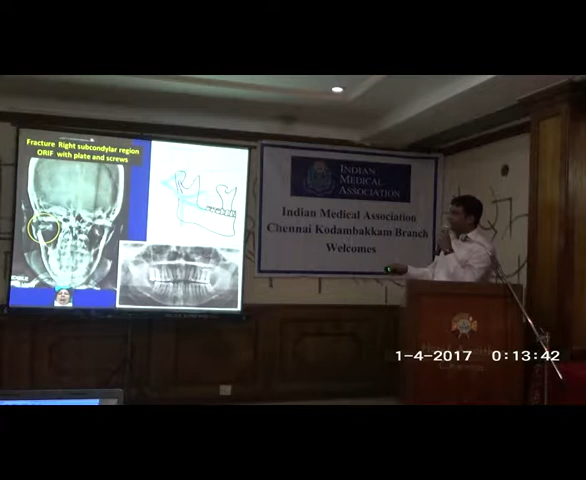 Fracture Right subcondylar region
ORIF with plate and screws
INDIAN
MEDICAL
ASSOCIATION
Indian Medical Association
Chennai Kodambakkam Branch
Welcomes
1-4-2017 0:13:42